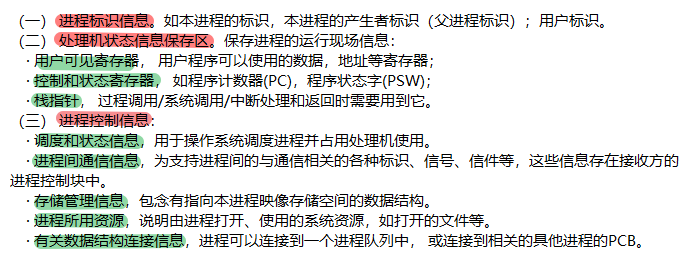 （一）进程标识信息。如本进程的标识，本进程的产生者标识（父进程标识）；用户标识。
（二）处理机状态信息保存区。保存进程的运行现场信息：
·用户可见寄存器， 用户程序可以使用的数据，地址等寄存器；
·控制和状态寄存器， 如程序计数器(PC)，程序状态字(PSW)；
·栈指针， 过程调用/系统调用/中断处理和返回时需要用到它。
（三） 进程控制信息:
·调度和状态信息，用于操作系统调度进程并占用处理机使用。
·进程间通信信息，为支持进程间的与通信相关的各种标识、信号、信件等，这些信息存在接收方的
进程控制块中。
·存储管理信息，包含有指向本进程映像存储空间的数据结构。
·进程所用资源，说明由进程打开、使用的系统资源，如打开的文件等。
·有关数据结构连接信息，进程可以连接到一个进程队列中， 或连接到相关的其他进程的PCB。